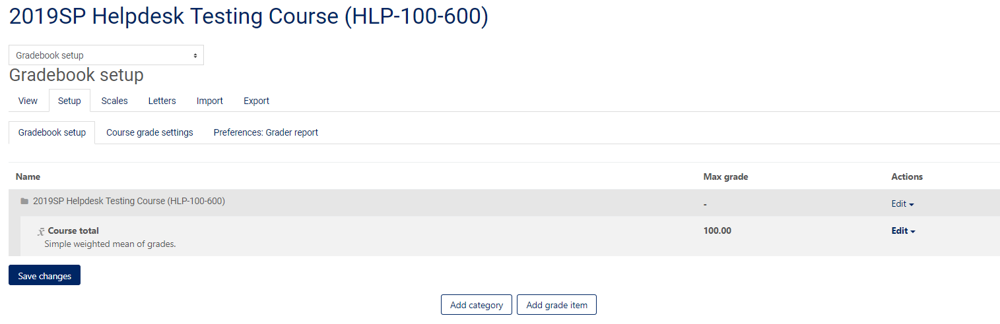 2019SP Helpdesk Testing Course (HLP-100-600)
Gradebook setup
Gradebook setup
View Setup Scales Letters Import Export
Gradebook setup Course grade settings Preferences: Grader report
Name Max grade Actions
2019SP Helpdesk Testing Course (HLP-100-600) - Edit
x̄ Course total 100.00 Edit
Simple weighted mean of grades.
Save changes
Add category Add grade item